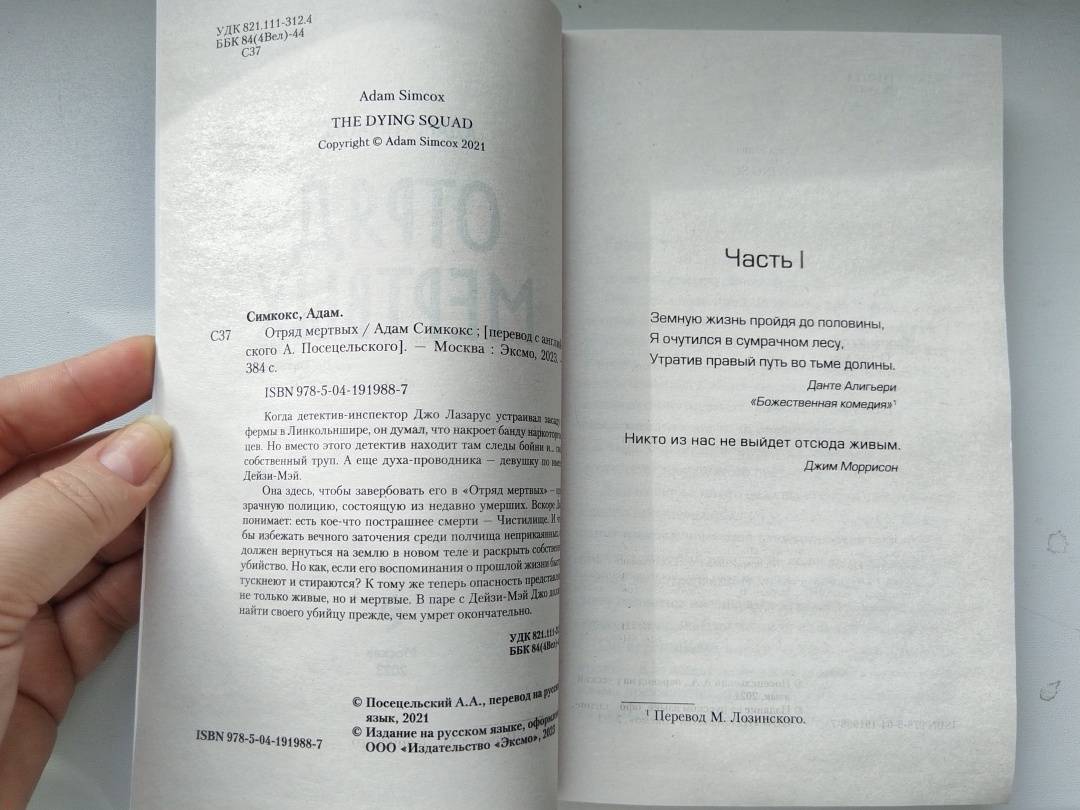 УДК 821.111-312.4
ББК 84(4Вел)-44
С37
Adam Simcox
THE DYING SQUAD
Copyright © Adam Simcox 2021
Симкокс, Адам.
С37 Отряд мертвых / Адам Симкокс ; [перевод с англий
ского А. Посецельского]. — Москва : Эксмо, 2023. —
384 с.
ISBN 978-5-04-191988-7
Когда детектив-инспектор Джо Лазарус устраивал засаду
фермы в Линкольншире, он думал, что накроет банду наркоторгов
цев. Но вместо этого детектив находит там следы бойни и...
собственный труп. А еще духа-проводника — девушку по имени
Дейзи-Мэй.
Она здесь, чтобы завербовать его в «Отряд мертвых» —
зрачную полицию, состоящую из недавно умерших. Вскоре
понимает: есть кое-что пострашнее смерти — Чистилище. И
бы избежать вечного заточения среди полчища неприкаянных,
должен вернуться на землю в новом теле и раскрыть собственное
убийство. Но как, если его воспоминания о прошлой жизни
тускнеют и стираются? К тому же теперь опасность представляют
не только живые, но и мертвые. В паре с Дейзи-Мэй Джо
найти своего убийцу прежде, чем умрет окончательно.
УДК 821.111-31
ББК 84(4Вел)
© Посецельский А.А., перевод на русский
язык, 2021
© Издание на русском языке, оформление.
ООО «Издательство «Эксмо», 2023
ISBN 978-5-04-191988-7
Часть I
Земную жизнь пройдя до половины,
Я очутился в сумрачном лесу,
Утратив правый путь во тьме долины.
Данте Алигьери
«Божественная комедия»¹
Никто из нас не выйдет отсюда живым.
Джим Моррисон
¹ Перевод М. Лозинского.